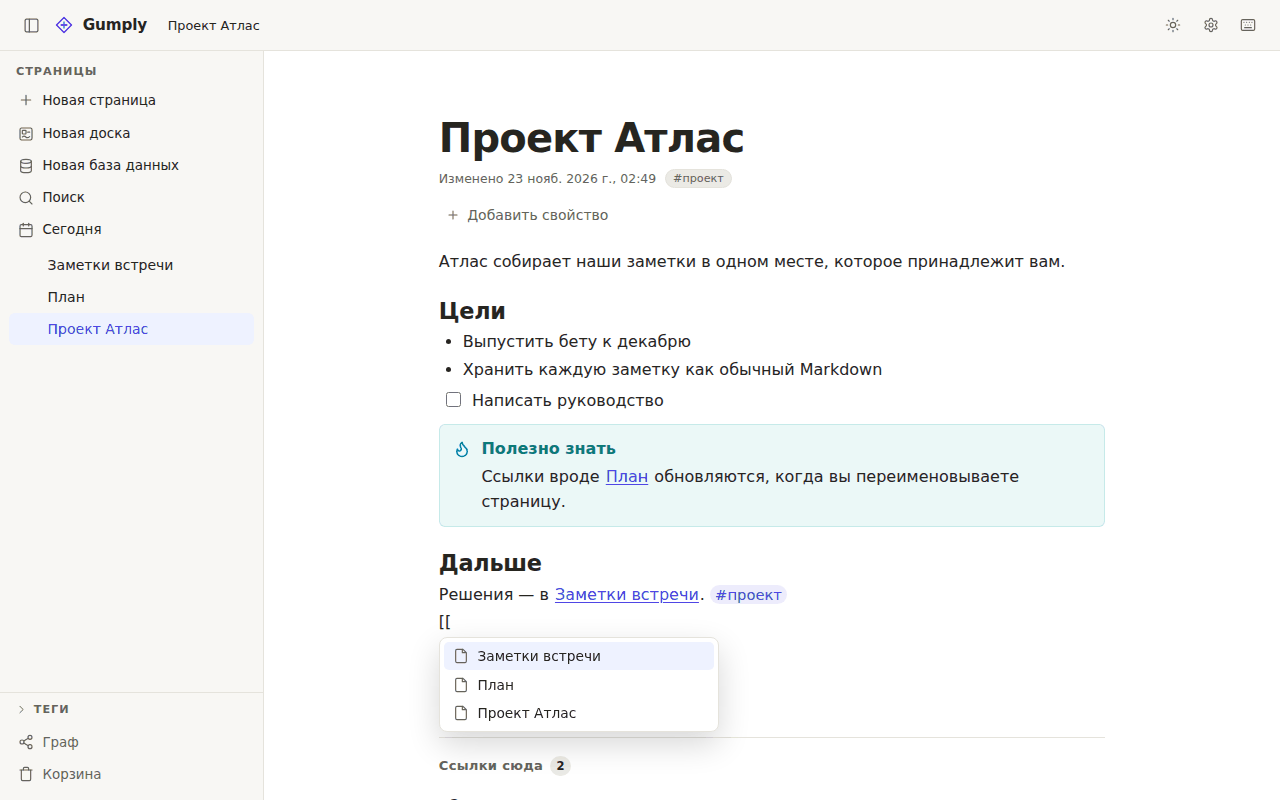 Gumply
Проект Атлас
СТРАНИЦЫ
Новая страница
Новая доска
Новая база данных
Поиск
Сегодня
Заметки встречи
План
Проект Атлас
ТЕГИ
Граф
Корзина
Проект Атлас
Изменено 23 нояб. 2026 г., 02:49 #проект
Добавить свойство
Атлас собирает наши заметки в одном месте, которое принадлежит вам.
Цели
• Выпустить бету к декабрю
• Хранить каждую заметку как обычный Markdown
Написать руководство
Полезно знать
Ссылки вроде План обновляются, когда вы переименовываете
страницу.
Дальше
Решения — в Заметки встречи. #проект
[[
Заметки встречи
План
Проект Атлас
Ссылки сюда 2